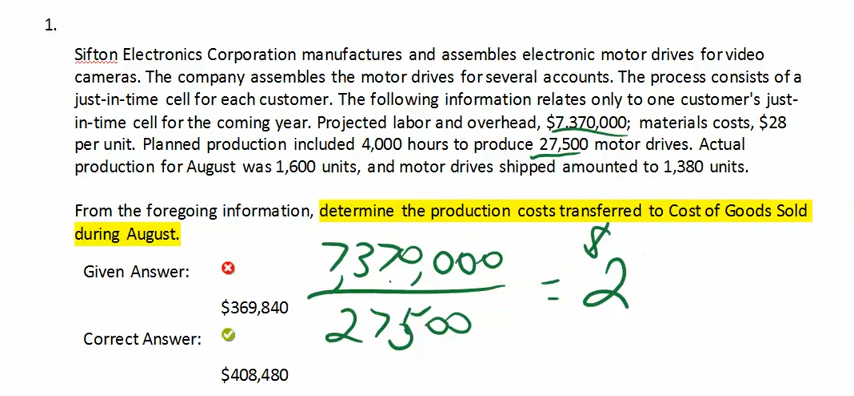 1.
Sifton Electronics Corporation manufactures and assembles electronic motor drives for video
cameras. The company assembles the motor drives for several accounts. The process consists of a
just-in-time cell for each customer. The following information relates only to one customer's just-
in-time cell for the coming year. Projected labor and overhead, $7,370,000; materials costs, $28
per unit. Planned production included 4,000 hours to produce 27,500 motor drives. Actual
production for August was 1,600 units, and motor drives shipped amounted to 1,380 units.
From the foregoing information, determine the production costs transferred to Cost of Goods Sold
during August.
Given Answer:
$369,840
Correct Answer:
$408,480
7,370,000
27500
= $2